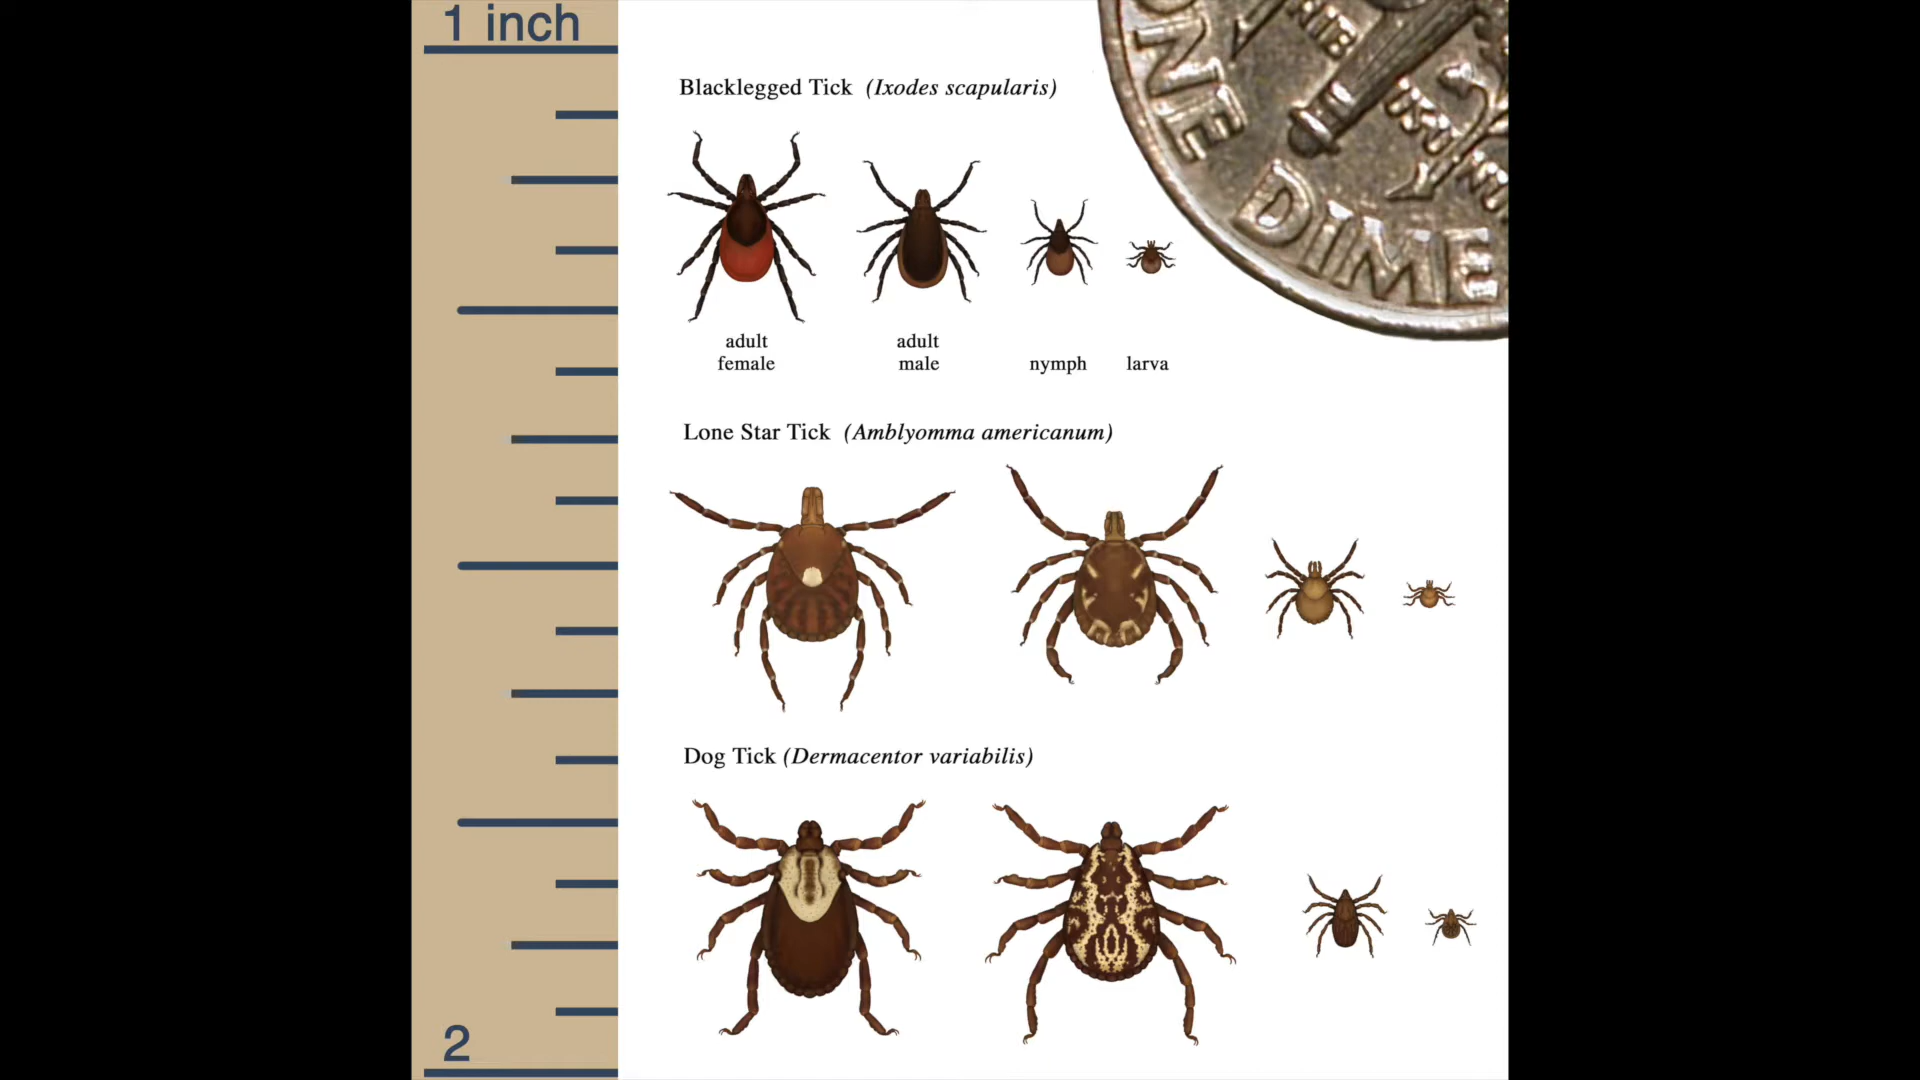 1 inch
Blacklegged Tick (Ixodes scapularis)
adult
female
adult
male
nymph
larva
ONE DIME
Lone Star Tick (Amblyomma americanum)
Dog Tick (Dermacentor variabilis)
2